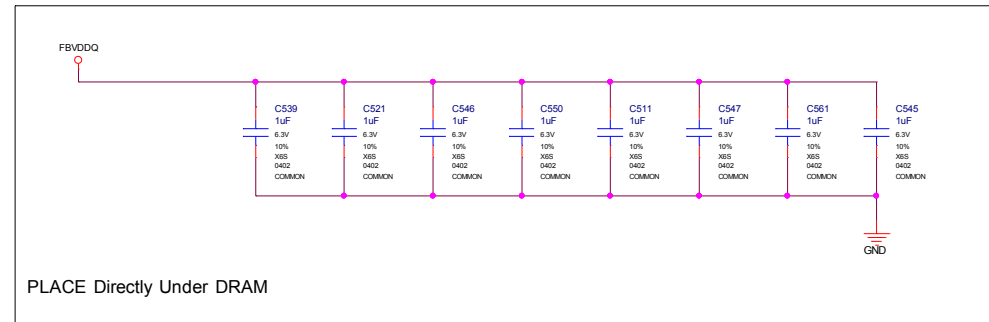 FBVDDQ
C539
1uF
6.3V
10%
X6S
0402
COMMON
C521
1uF
6.3V
10%
X6S
0402
COMMON
C546
1uF
6.3V
10%
X6S
0402
COMMON
C550
1uF
6.3V
10%
X6S
0402
COMMON
C511
1uF
6.3V
10%
X6S
0402
COMMON
C547
1uF
6.3V
10%
X6S
0402
COMMON
C561
1uF
6.3V
10%
X6S
0402
COMMON
C545
1uF
6.3V
10%
X6S
0402
COMMON
GND
PLACE Directly Under DRAM